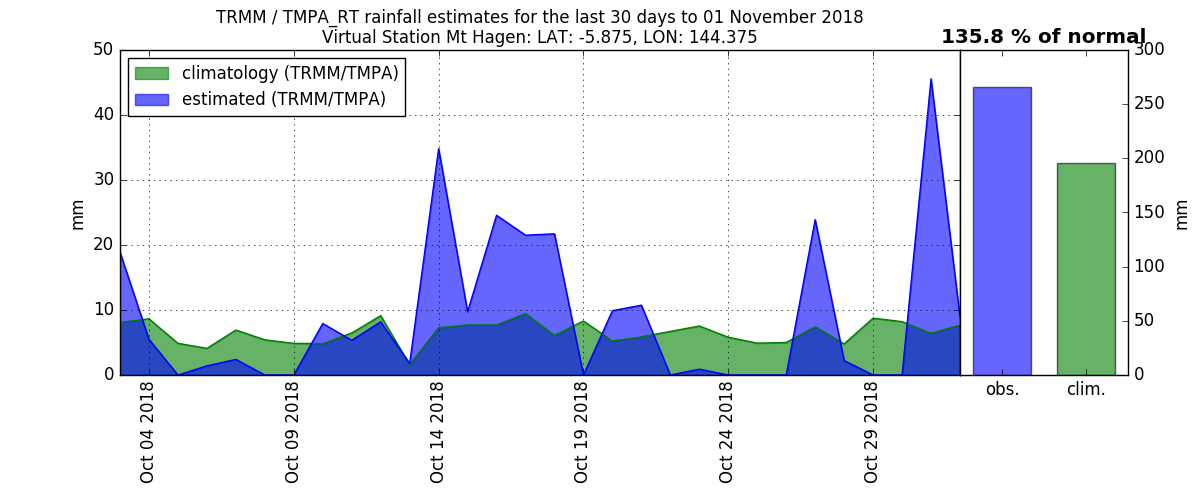 TRMM / TMPA_RT rainfall estimates for the last 30 days to 01 November 2018
Virtual Station Mt Hagen: LAT: -5.875, LON: 144.375
135.8 % of normal
climatology (TRMM/TMPA)
estimated (TRMM/TMPA)
mm
50
40
30
20
10
0
Oct 04 2018
Oct 09 2018
Oct 14 2018
Oct 19 2018
Oct 24 2018
Oct 29 2018
obs.
clim.
300
250
200
150
100
50
0
mm